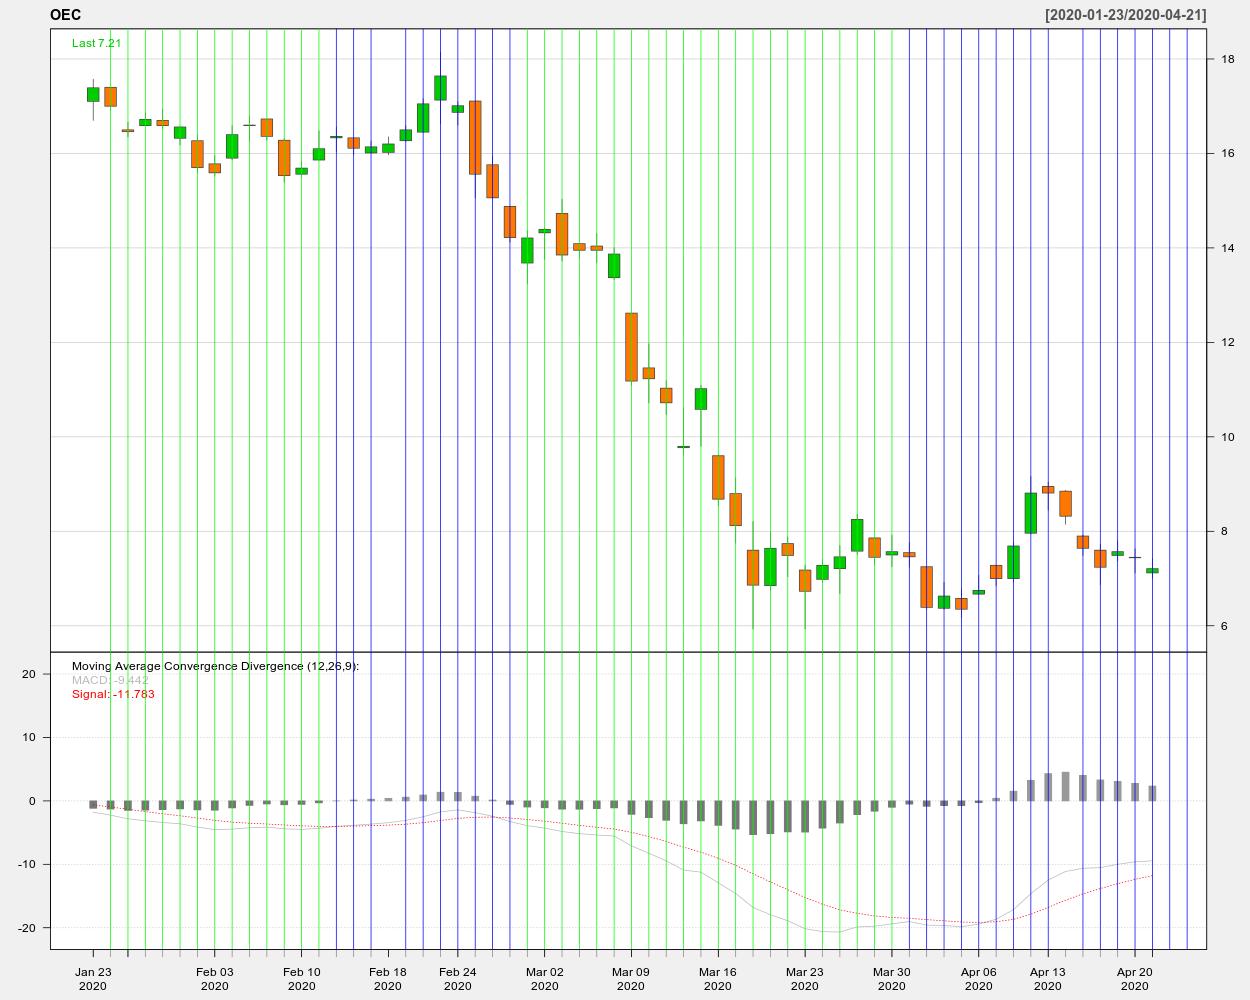 OEC
[2020-01-23/2020-04-21]
Last 7.21
18
16
14
12
10
8
6
Moving Average Convergence Divergence (12,26,9):
MACD: -9.442
Signal: -11.783
20
10
0
-10
-20
Jan 23 Feb 03 Feb 10 Feb 18 Feb 24 Mar 02 Mar 09 Mar 16 Mar 23 Mar 30 Apr 06 Apr 13 Apr 20
2020 2020 2020 2020 2020 2020 2020 2020 2020 2020 2020 2020 2020